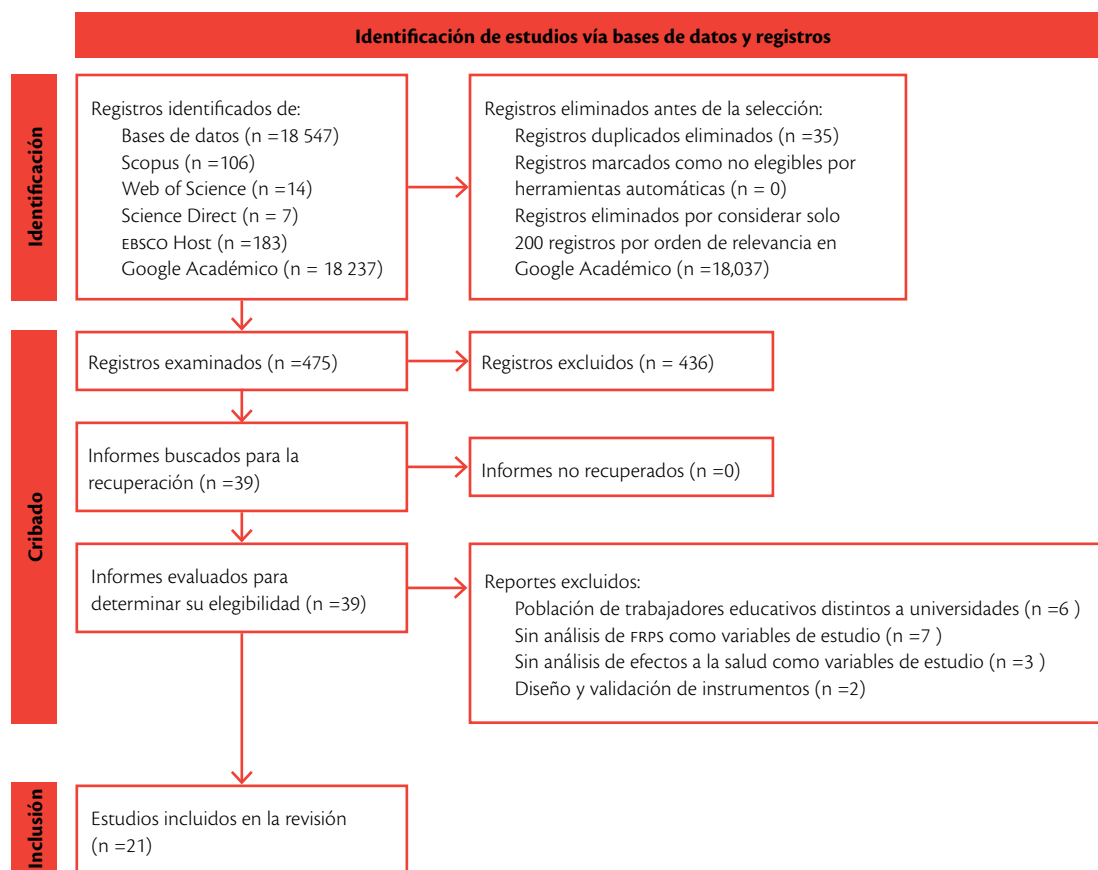 Identificación de estudios vía bases de datos y registros
Identificación
Registros identificados de:
Bases de datos (n =18 547)
Scopus (n =106)
Web of Science (n =14)
Science Direct (n = 7)
EBSCO Host (n =183)
Google Académico (n = 18 237)
Registros eliminados antes de la selección:
Registros duplicados eliminados (n =35)
Registros marcados como no elegibles por
herramientas automáticas (n = 0)
Registros eliminados por considerar solo
200 registros por orden de relevancia en
Google Académico (n =18,037)
Cribado
Registros examinados (n =475)
Registros excluidos (n = 436)
Informes buscados para la
recuperación (n =39)
Informes no recuperados (n =0)
Informes evaluados para
determinar su elegibilidad (n =39)
Reportes excluidos:
Población de trabajadores educativos distintos a universidades (n =6 )
Sin análisis de FRPS como variables de estudio (n =7 )
Sin análisis de efectos a la salud como variables de estudio (n =3 )
Diseño y validación de instrumentos (n =2)
Inclusión
Estudios incluidos en la revisión
(n =21)